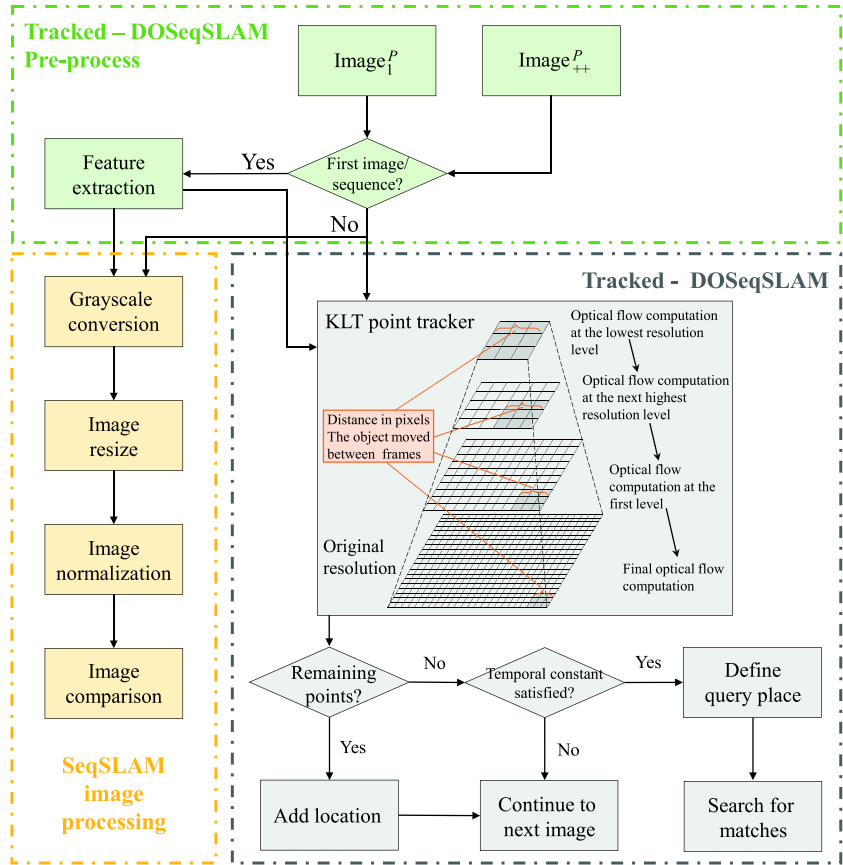 Tracked – DOSeqSLAM
Pre-process
Image P 1
Image P ++
First image/
sequence?
Yes
No
Feature
extraction
Grayscale
conversion
Image
resize
Image
normalization
Image
comparison
SeqSLAM
image
processing
Tracked - DOSeqSLAM
KLT point tracker
Optical flow computation
at the lowest resolution
level
Optical flow computation
at the next highest
resolution level
Distance in pixels
The object moved
between frames
Optical flow
computation at the
first level
Original
resolution
Final optical flow
computation
Remaining
points?
No
Temporal constant
satisfied?
Yes
Define
query place
Yes
No
Add location
Continue to
next image
Search for
matches